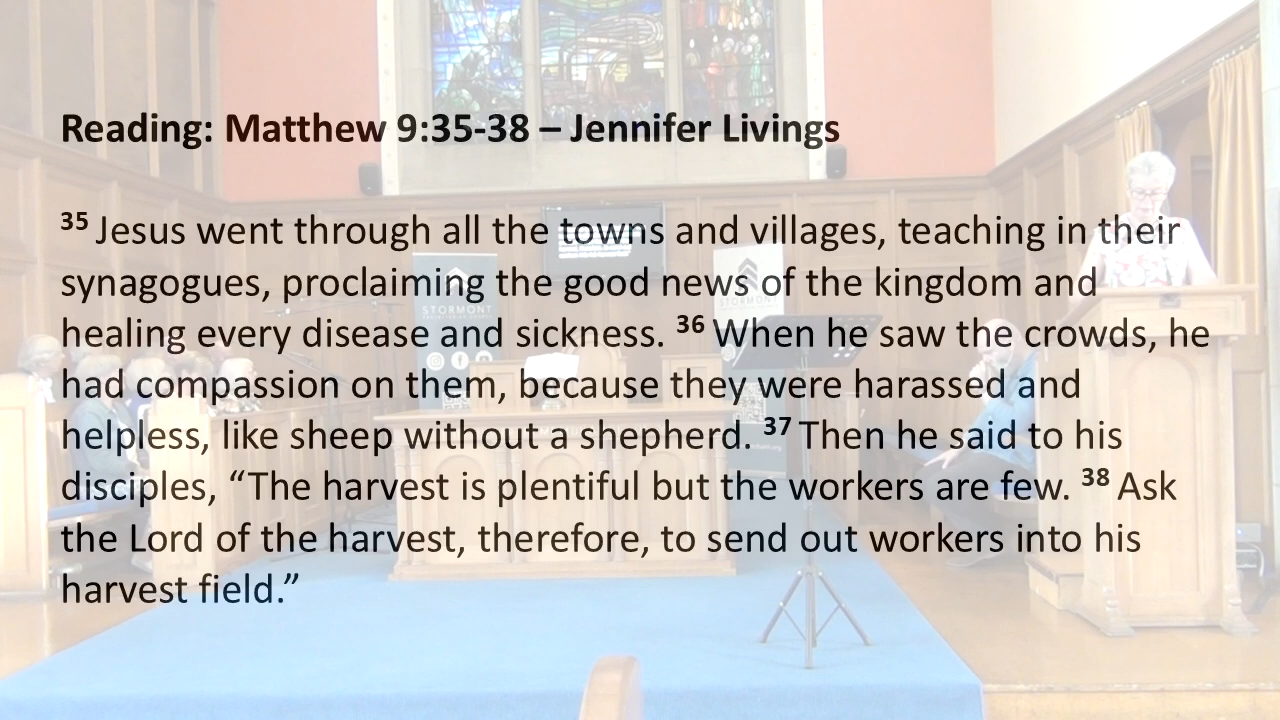 Reading: Matthew 9:35-38 – Jennifer Livings
35 Jesus went through all the towns and villages, teaching in their
synagogues, proclaiming the good news of the kingdom and
healing every disease and sickness. 36 When he saw the crowds, he
had compassion on them, because they were harassed and
helpless, like sheep without a shepherd. 37 Then he said to his
disciples, “The harvest is plentiful but the workers are few. 38 Ask
the Lord of the harvest, therefore, to send out workers into his
harvest field.”
STORMONT
STORMONT